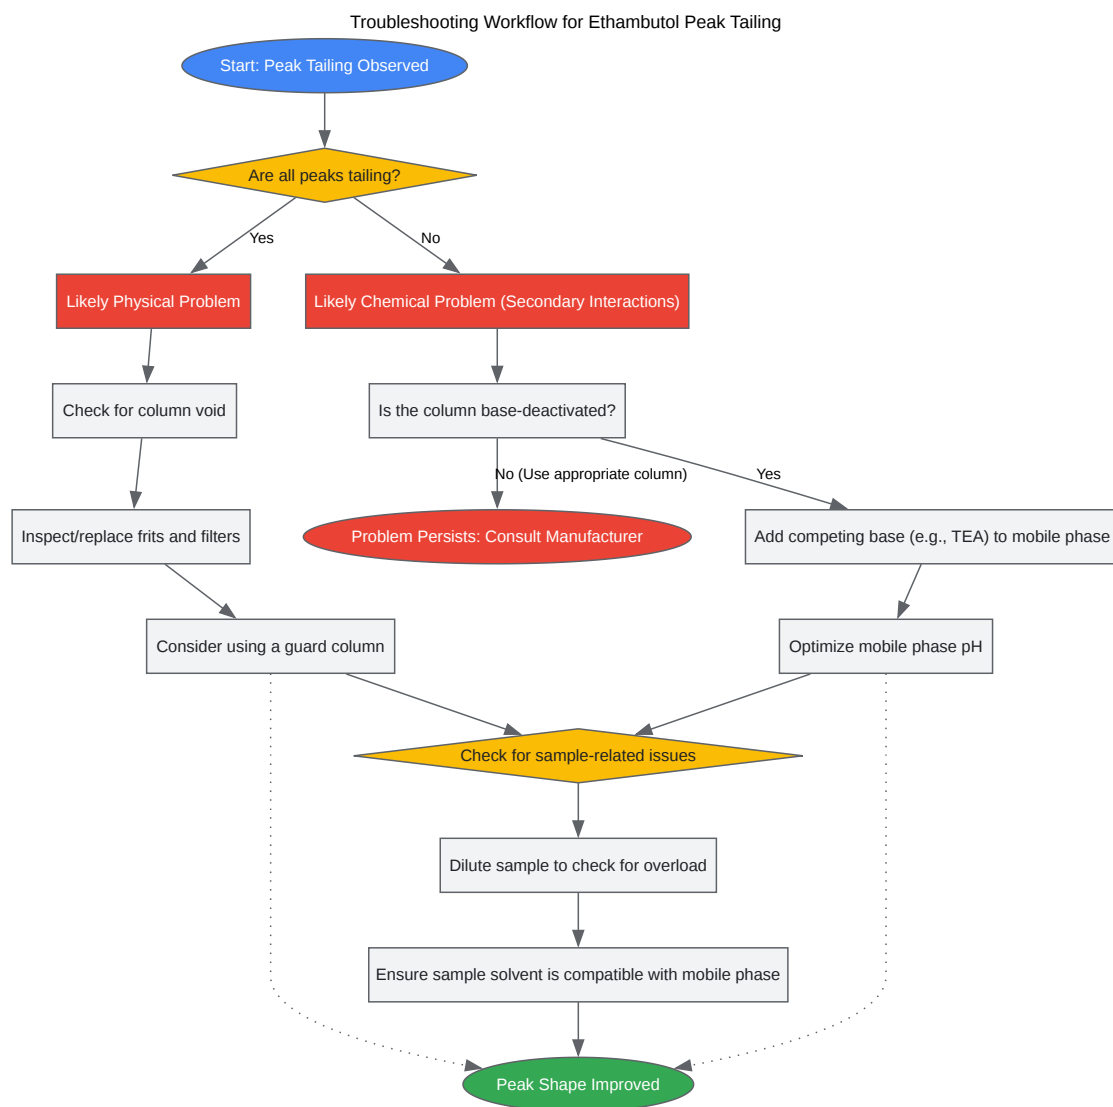 Troubleshooting Workflow for Ethambutol Peak Tailing
Start: Peak Tailing Observed
Are all peaks tailing?
Yes
No
Likely Physical Problem
Likely Chemical Problem (Secondary Interactions)
Check for column void
Is the column base-deactivated?
No (Use appropriate column)
Yes
Inspect/replace frits and filters
Problem Persists: Consult Manufacturer
Add competing base (e.g., TEA) to mobile phase
Consider using a guard column
Optimize mobile phase pH
Check for sample-related issues
Dilute sample to check for overload
Ensure sample solvent is compatible with mobile phase
Peak Shape Improved